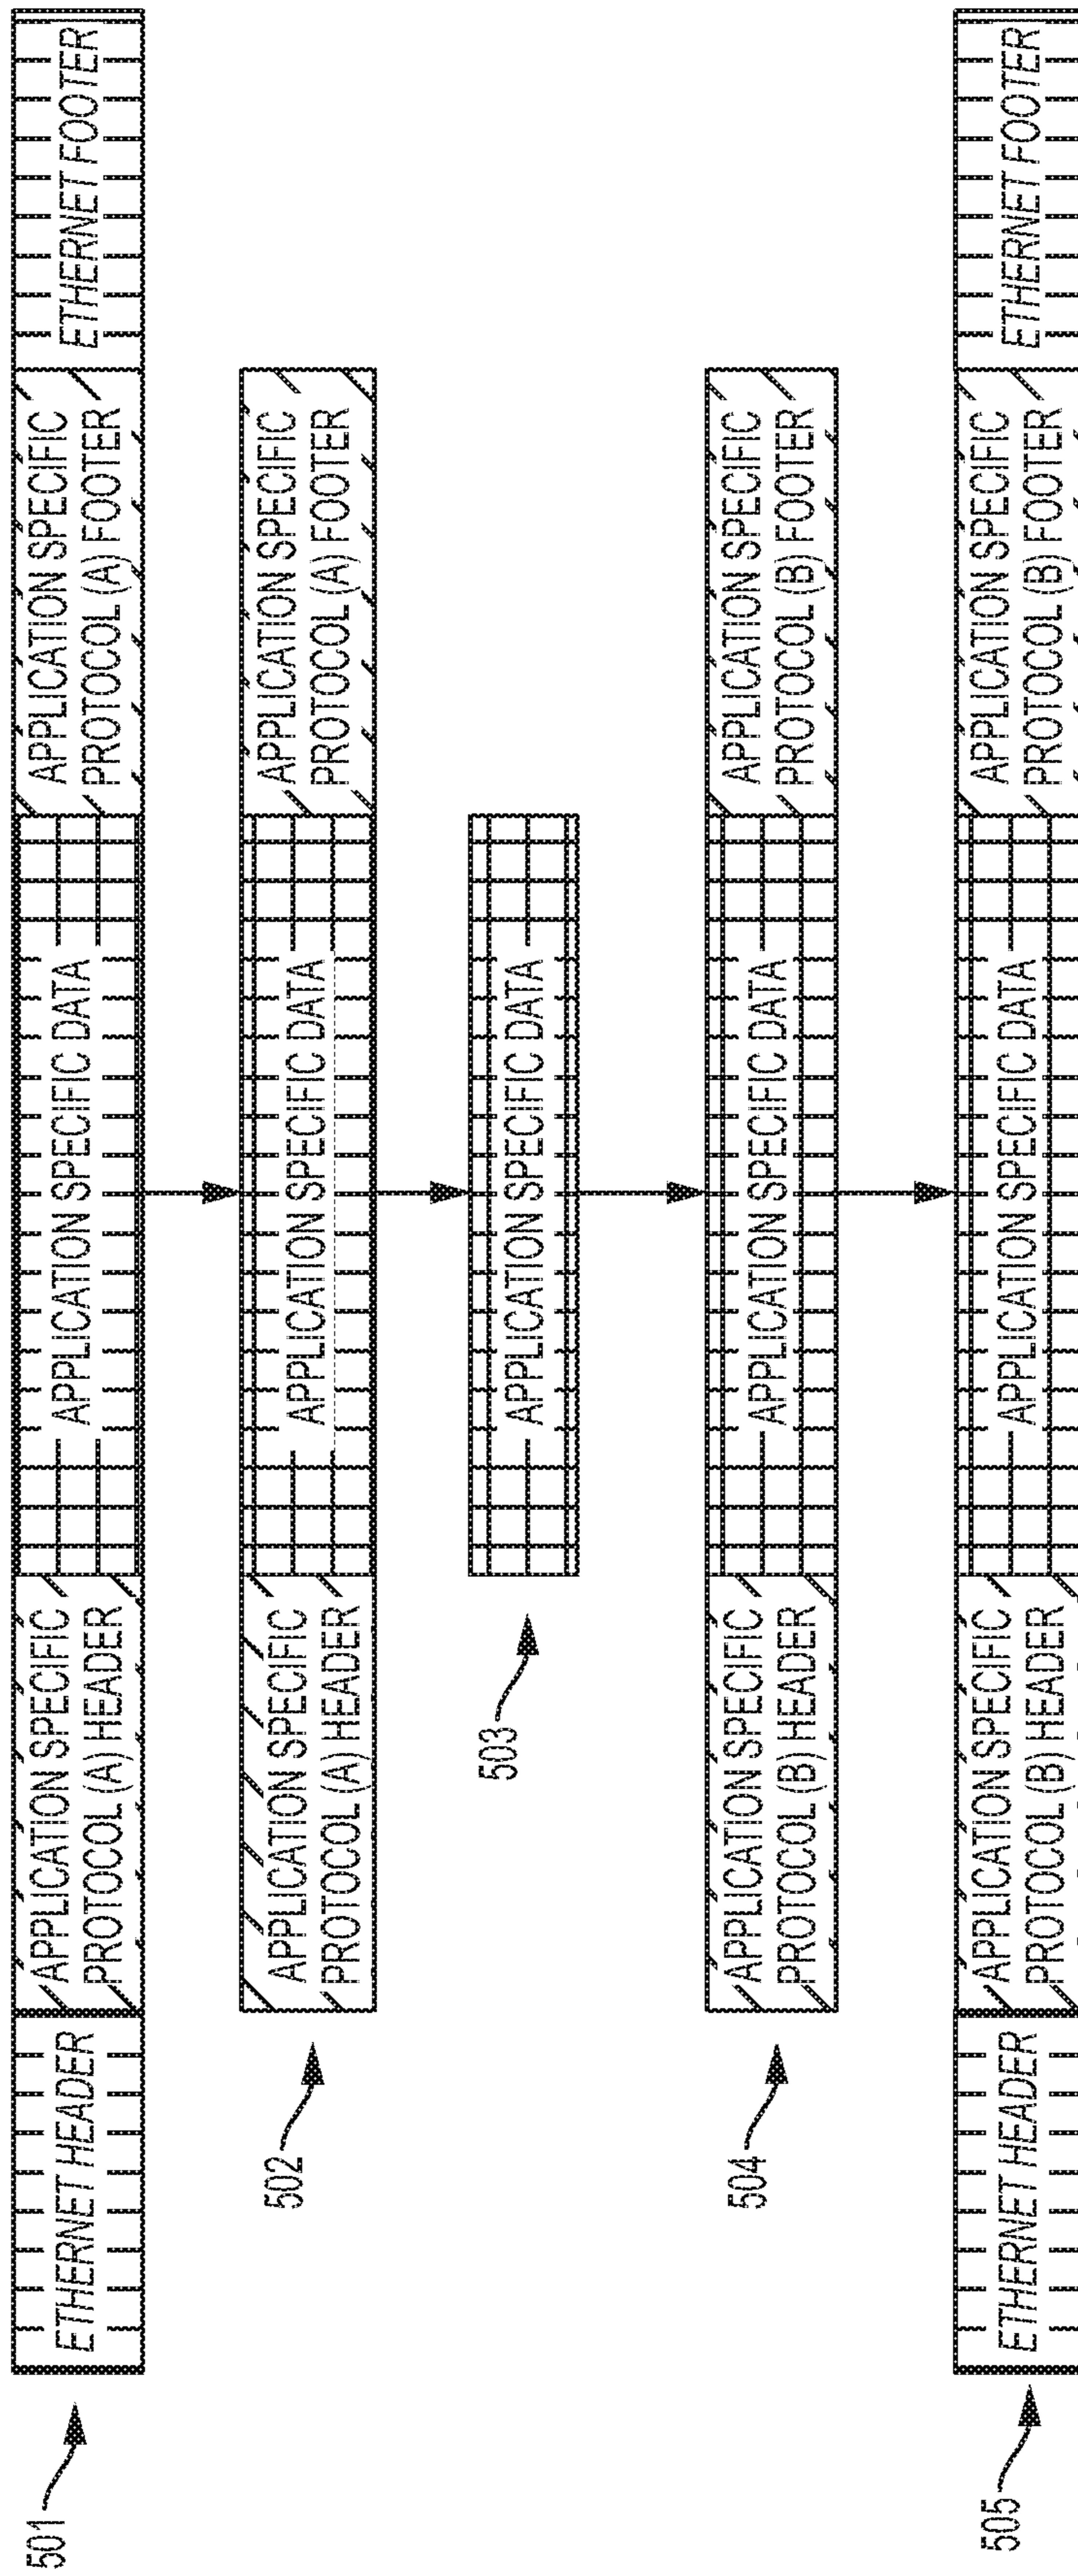 501
ETHERNET HEADER
APPLICATION SPECIFIC
PROTOCOL (A) HEADER
APPLICATION SPECIFIC DATA
APPLICATION SPECIFIC
PROTOCOL (A) FOOTER
ETHERNET FOOTER
502
APPLICATION SPECIFIC
PROTOCOL (A) HEADER
APPLICATION SPECIFIC DATA
APPLICATION SPECIFIC
PROTOCOL (A) FOOTER
503
APPLICATION SPECIFIC DATA
504
APPLICATION SPECIFIC
PROTOCOL (B) HEADER
APPLICATION SPECIFIC DATA
APPLICATION SPECIFIC
PROTOCOL (B) FOOTER
505
ETHERNET HEADER
APPLICATION SPECIFIC
PROTOCOL (B) HEADER
APPLICATION SPECIFIC DATA
APPLICATION SPECIFIC
PROTOCOL (B) FOOTER
ETHERNET FOOTER